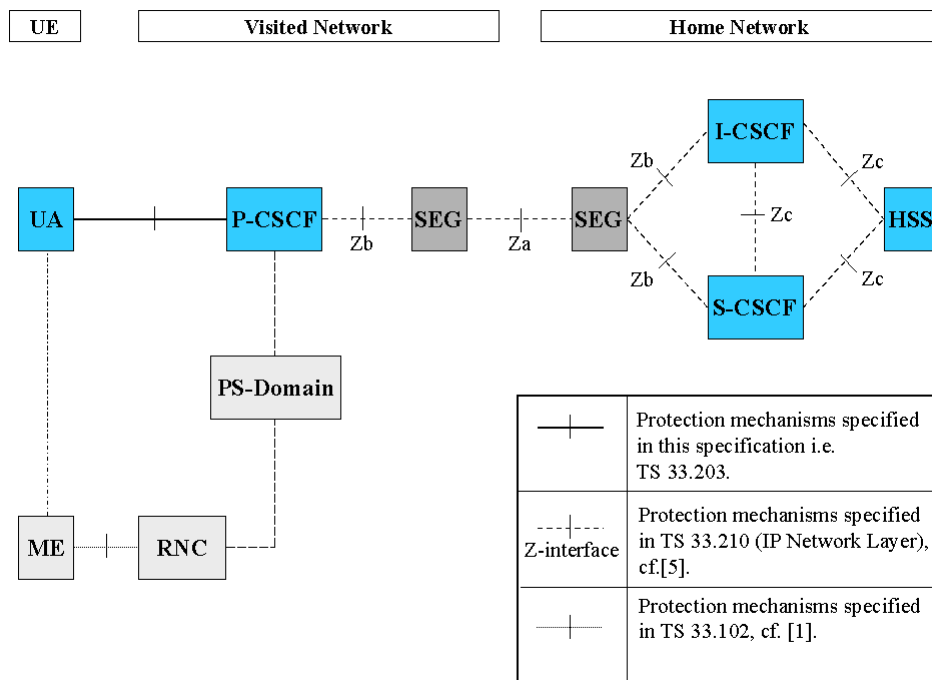 UE
Visited Network
Home Network
I-CSCF
Zb
Zc
UA
P-CSCF
SEG
SEG
Zc
HSS
Zb
Za
Zb
Zc
S-CSCF
PS-Domain
ME
RNC
Protection mechanisms specified
in this specification i.e.
TS 33.203.
Z-interface
Protection mechanisms specified
in TS 33.210 (IP Network Layer),
cf.[5].
Protection mechanisms specified
in TS 33.102, cf. [1].